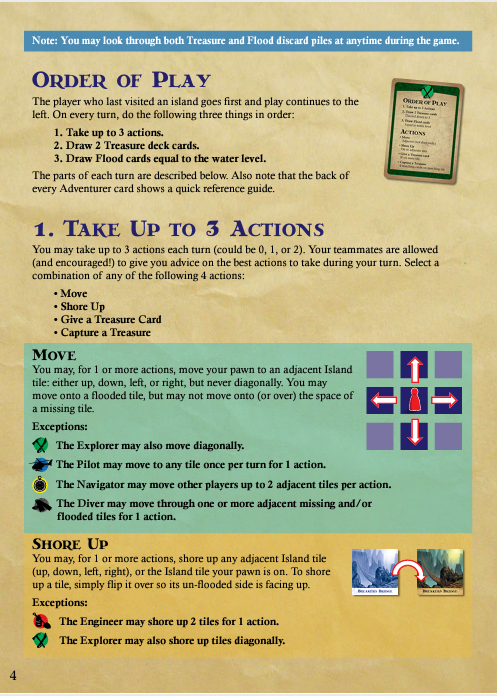 Note: You may look through both Treasure and Flood discard piles at anytime during the game.
ORDER OF PLAY
The player who last visited an island goes first and play continues to the
left. On every turn, do the following three things in order:
1. Take up to 3 actions.
2. Draw 2 Treasure deck cards.
3. Draw Flood cards equal to the water level.
The parts of each turn are described below. Also note that the back of
every Adventurer card shows a quick reference guide.
ORDER OF PLAY
ACTIONS
1. TAKE UP TO 3 ACTIONS
You may take up to 3 actions each turn (could be 0, 1, or 2). Your teammates are allowed
(and encouraged!) to give you advice on the best actions to take during your turn. Select a
combination of any of the following 4 actions:
• Move
• Shore Up
• Give a Treasure Card
• Capture a Treasure
MOVE
You may, for 1 or more actions, move your pawn to an adjacent Island
tile: either up, down, left, or right, but never diagonally. You may
move onto a flooded tile, but may not move onto (or over) the space of
a missing tile.
Exceptions:
The Explorer may also move diagonally.
The Pilot may move to any tile once per turn for 1 action.
The Navigator may move other players up to 2 adjacent tiles per action.
The Diver may move through one or more adjacent missing and/or
flooded tiles for 1 action.
SHORE UP
You may, for 1 or more actions, shore up any adjacent Island tile
(up, down, left, right), or the Island tile your pawn is on. To shore
up a tile, simply flip it over so its un-flooded side is facing up.
BREAKERS BRIDGE
BREAKERS BRIDGE
Exceptions:
The Engineer may shore up 2 tiles for 1 action.
The Explorer may also shore up tiles diagonally.
4